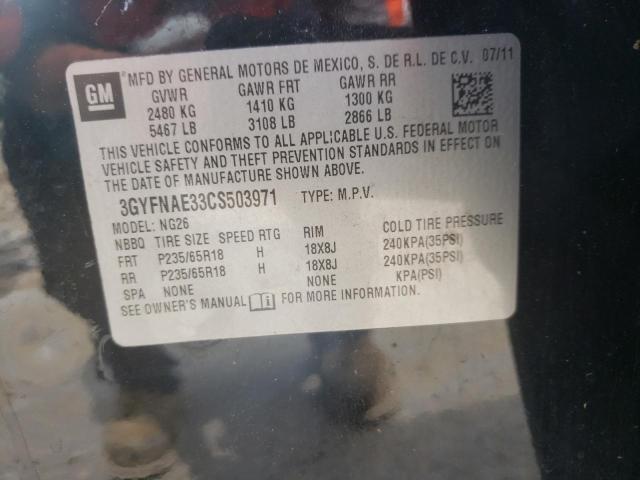 GM
MFD BY GENERAL MOTORS DE MEXICO, S. DE R.L. DE C.V. 07/11
GVWR GAWR FRT GAWR RR
2480 KG 1410 KG 1300 KG
5467 LB 3108 LB 2866 LB
THIS VEHICLE CONFORMS TO ALL APPLICABLE U.S. FEDERAL MOTOR
VEHICLE SAFETY AND THEFT PREVENTION STANDARDS IN EFFECT ON
THE DATE OF MANUFACTURE SHOWN ABOVE.
3GYFNAE33CS503971 TYPE: M.P.V.
MODEL: NG26
NBBQ TIRE SIZE SPEED RTG RIM COLD TIRE PRESSURE
FRT P235/65R18 H 18X8J 240KPA(35PSI)
RR P235/65R18 H 18X8J 240KPA(35PSI)
SPA NONE NONE KPA(PSI)
SEE OWNER'S MANUAL FOR MORE INFORMATION.